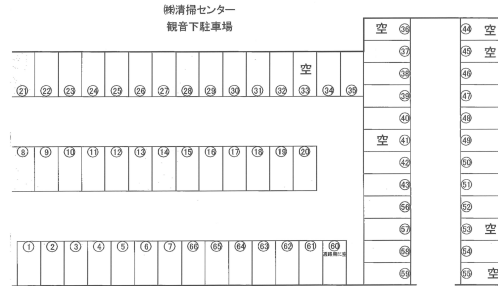 ㈱清掃センター
観音下駐車場
空 ㊱ ㊹ 空
㊲ ㊺ 空
㊳ ㊻
㊴ ㊼
㊵ ㊽
空 ㊶ ㊾
㊷ ㊿
㊸ 51
56 52
57 53 空
58 54
59 55 空
空
㉑ ㉒ ㉓ ㉔ ㉕ ㉖ ㉗ ㉘ ㉙ ㉚ ㉛ ㉜ ㉝ ㉞ ㉟
⑧ ⑨ ⑩ ⑪ ⑫ ⑬ ⑭ ⑮ ⑯ ⑰ ⑱ ⑲ ⑳
① ② ③ ④ ⑤ ⑥ ⑦ 66 65 64 63 62 61 60